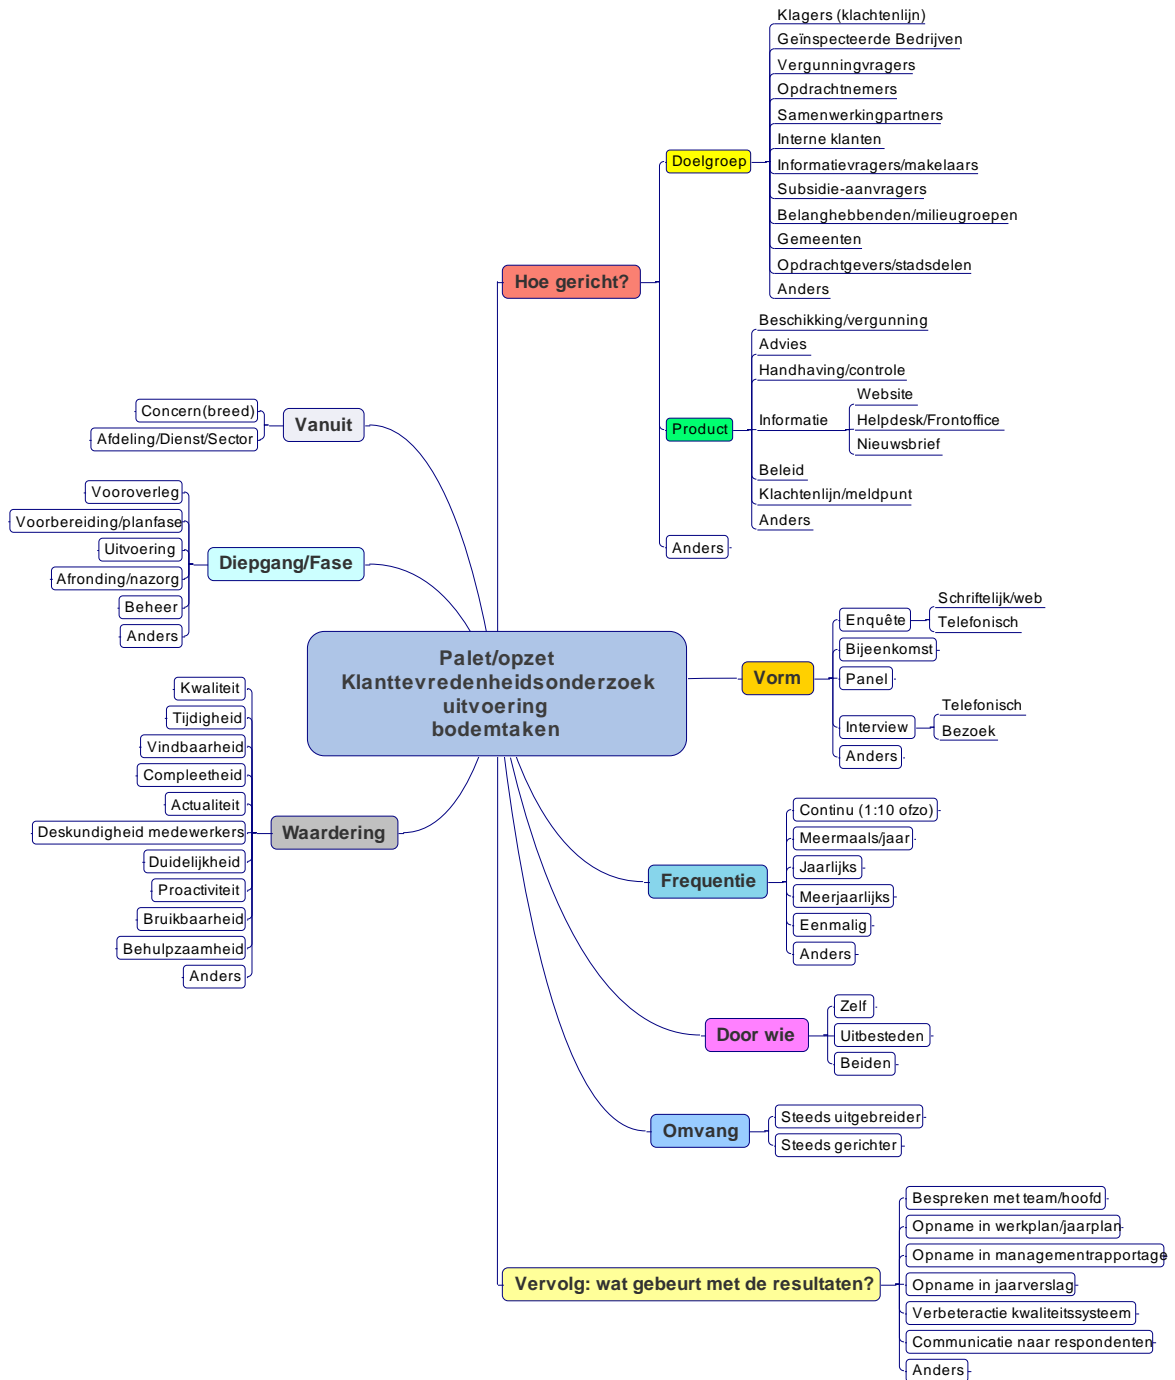 Palet/opzet
Klanttevredenheidsonderzoek
uitvoering
bodemtaken
Hoe gericht?
Doelgroep
Klagers (klachtenlijn)
Geïnspecteerde Bedrijven
Vergunningvragers
Opdrachtnemers
Samenwerkingpartners
Interne klanten
Informatievragers/makelaars
Subsidie-aanvragers
Belanghebbenden/milieugroepen
Gemeenten
Opdrachtgevers/stadsdelen
Anders
Product
Beschikking/vergunning
Advies
Handhaving/controle
Informatie
Website
Helpdesk/Frontoffice
Nieuwsbrief
Beleid
Klachtenlijn/meldpunt
Anders
Anders
Vorm
Enquête
Schriftelijk/web
Telefonisch
Bijeenkomst
Panel
Interview
Telefonisch
Bezoek
Anders
Frequentie
Continu (1:10 ofzo)
Meermaals/jaar
Jaarlijks
Meerjaarlijks
Eenmalig
Anders
Door wie
Zelf
Uitbesteden
Beiden
Omvang
Steeds uitgebreider
Steeds gerichter
Vervolg: wat gebeurt met de resultaten?
Bespreken met team/hoofd
Opname in werkplan/jaarplan
Opname in managementrapportage
Opname in jaarverslag
Verbeteractie kwaliteitssysteem
Communicatie naar respondenten
Anders
Vanuit
Concern(breed)
Afdeling/Dienst/Sector
Diepgang/Fase
Vooroverleg
Voorbereiding/planfase
Uitvoering
Afronding/nazorg
Beheer
Anders
Waardering
Kwaliteit
Tijdigheid
Vindbaarheid
Compleetheid
Actualiteit
Deskundigheid medewerkers
Duidelijkheid
Proactiviteit
Bruikbaarheid
Behulpzaamheid
Anders